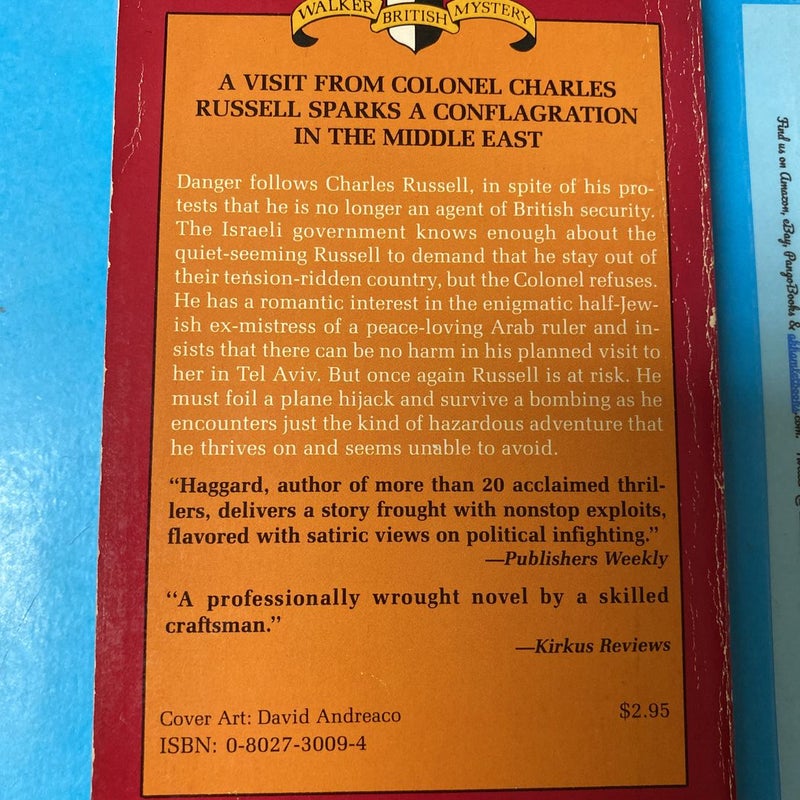 WALKER BRITISH MYSTERY
A VISIT FROM COLONEL CHARLES
RUSSELL SPARKS A CONFLAGRATION
IN THE MIDDLE EAST
Danger follows Charles Russell, in spite of his pro-
tests that he is no longer an agent of British security.
The Israeli government knows enough about the
quiet-seeming Russell to demand that he stay out of
their tension-ridden country, but the Colonel refuses.
He has a romantic interest in the enigmatic half-Jew-
ish ex-mistress of a peace-loving Arab ruler and in-
sists that there can be no harm in his planned visit to
her in Tel Aviv. But once again Russell is at risk. He
must foil a plane hijack and survive a bombing as he
encounters just the kind of hazardous adventure that
he thrives on and seems unable to avoid.
“Haggard, author of more than 20 acclaimed thril-
lers, delivers a story frought with nonstop exploits,
flavored with satiric views on political infighting.”
—Publishers Weekly
“A professionally wrought novel by a skilled
craftsman.”
—Kirkus Reviews
Cover Art: David Andreaco
$2.95
ISBN: 0-8027-3009-4
Find us on Amazon, eBay, PangoBooks &